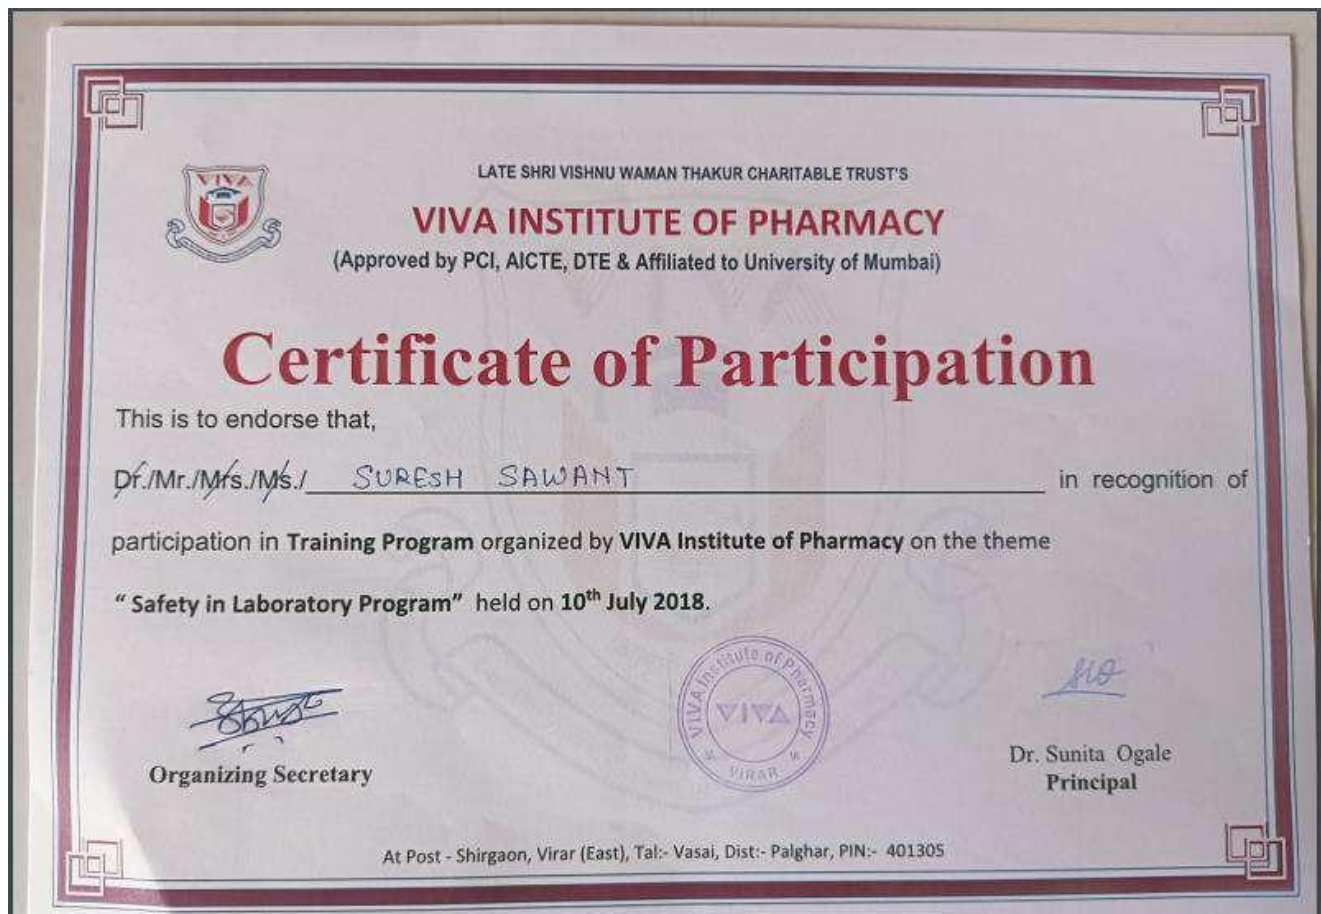 VIVA
LATE SHRI VISHNU WAMAN THAKUR CHARITABLE TRUST'S
VIVA INSTITUTE OF PHARMACY
(Approved by PCI, AICTE, DTE & Affiliated to University of Mumbai)
Certificate of Participation
This is to endorse that,
Dr./Mr./Mrs./Ms./ SURESH SAWANT in recognition of
participation in Training Program organized by VIVA Institute of Pharmacy on the theme
“ Safety in Laboratory Program” held on 10th July 2018.
VIVA Institute of Pharmacy
VIVA
VIRAR
Organizing Secretary
Dr. Sunita Ogale
Principal
At Post - Shirgaon, Virar (East), Tal:- Vasai, Dist:- Palghar, PIN:- 401305